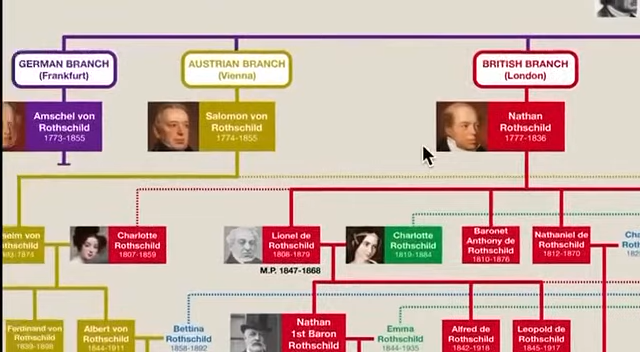 GERMAN BRANCH
(Frankfurt)
AUSTRIAN BRANCH
(Vienna)
BRITISH BRANCH
(London)
Amschel von
Rothschild
1773-1855
Salomon von
Rothschild
1774-1855
Nathan
Rothschild
1777-1836
Charlotte
Rothschild
1807-1859
Lionel de
Rothschild
1808-1879
M.P. 1847-1868
Charlotte
Rothschild
1819-1884
Baronet
Anthony de
Rothschild
1810-1876
Nathaniel de
Rothschild
1812-1870
Ferdinand von
Rothschild
1839-1898
Albert von
Rothschild
1844-1911
Bettina
Rothschild
1858-1892
Nathan
1st Baron
Rothschild
Emma
Rothschild
1844-1935
Alfred de
Rothschild
1842-1918
Leopold de
Rothschild
1845-1917